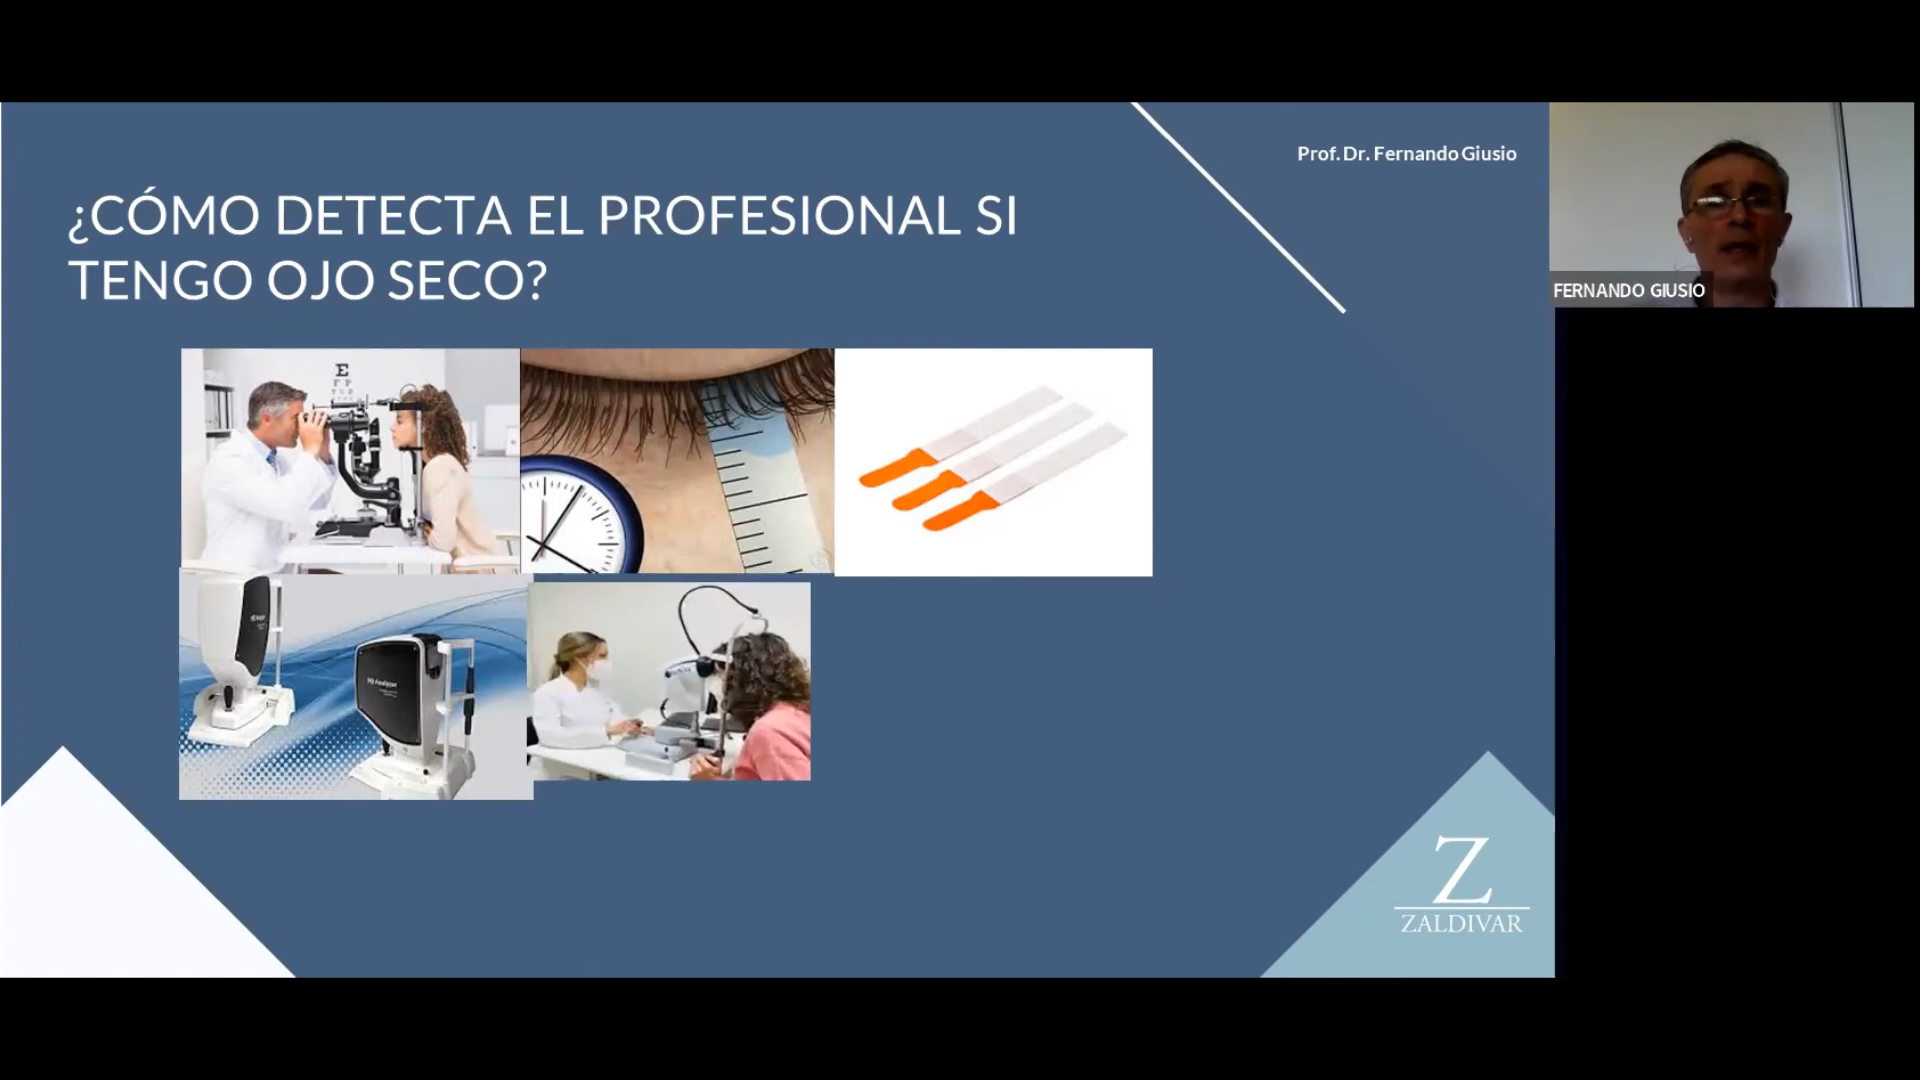 Prof. Dr. Fernando Giusio
¿CÓMO DETECTA EL PROFESIONAL SI
TENGO OJO SECO?
FERNANDO GIUSIO
E
F P
Z
ZALDIVAR